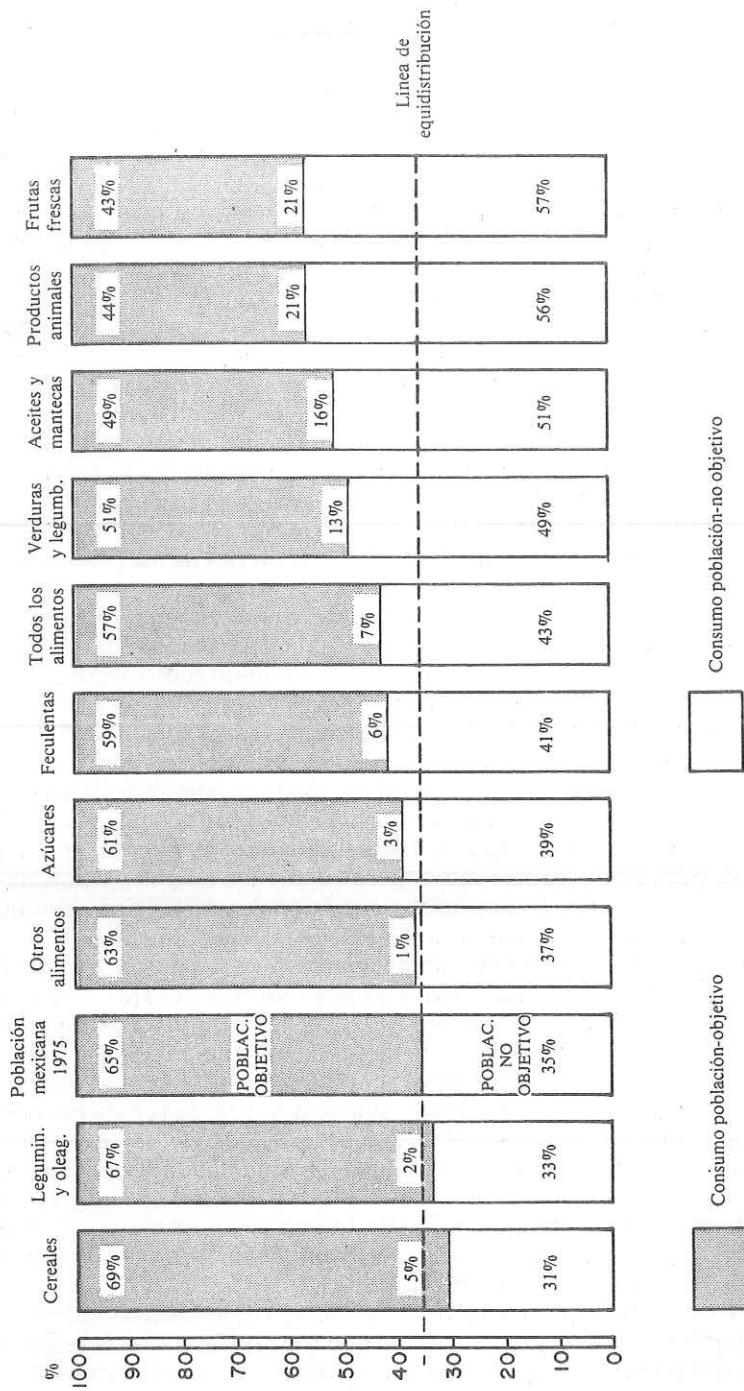 %
100
90
80
70
60
50
40
30
20
10
0
Cereales
69%
5%
31%
Legumin.
y oleag.
67%
2%
33%
Población
mexicana
1975
65%
POBLAC.
OBJETIVO
POBLAC.
NO
OBJETIVO
35%
Otros
alimentos
63%
1%
37%
Azúcares
61%
3%
39%
Feculentas
59%
6%
41%
Todos los
alimentos
57%
7%
43%
Verduras
y legumb.
51%
13%
49%
Aceites y
mantecas
49%
16%
51%
Productos
animales
44%
21%
56%
Frutas
frescas
43%
21%
57%
Línea de
equidistribución
Consumo población-objetivo
Consumo población-no objetivo